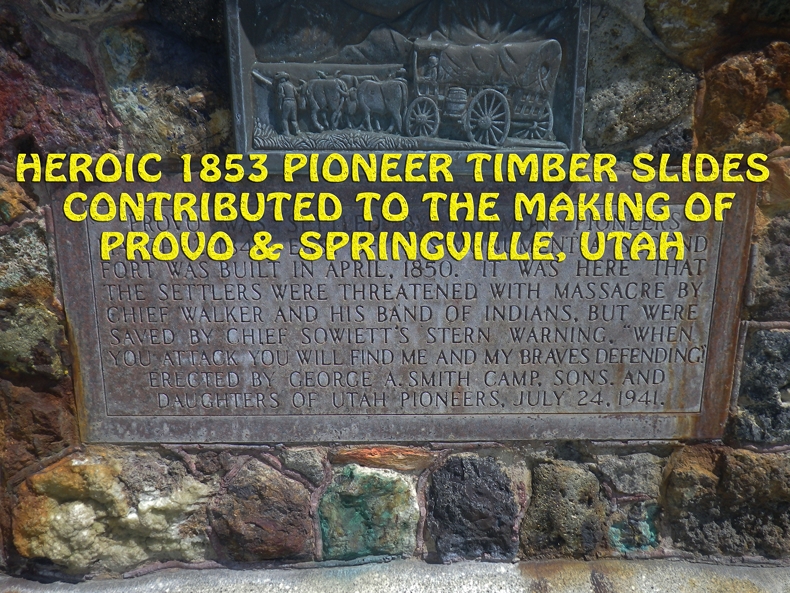 HEROIC 1853 PIONEER TIMBER SLIDES
CONTRIBUTED TO THE MAKING OF
PROVO & SPRINGVILLE, UTAH
PROVO WAS PIONEERS
FORT WAS BUILT IN APRIL, 1850. IT WAS HERE THAT
THE SETTLERS WERE THREATENED WITH MASSACRE BY
CHIEF WALKER AND HIS BAND OF INDIANS, BUT WERE
SAVED BY CHIEF SOWIETT'S STERN WARNING, "WHEN
YOU ATTACK, YOU WILL FIND ME AND MY BRAVES DEFENDING"
ERECTED BY GEORGE A. SMITH CAMP, SONS, AND
DAUGHTERS OF UTAH PIONEERS, JULY 24, 1941.